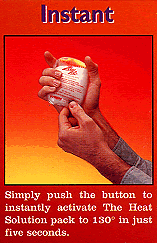 Instant
Simply push the button to
instantly activate The Heat
Solution pack to 130° in just
five seconds.